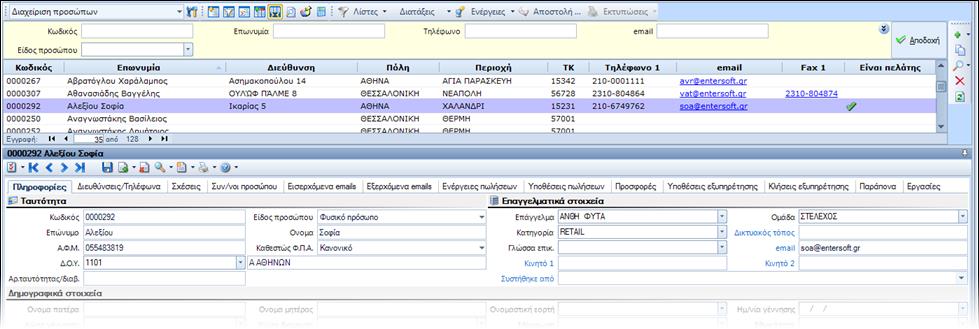 Διαχείριση προσώπων Λίστες Διατάξεις Ενέργειες Αποστολή ... Εκτυπώσεις
Κωδικός Επωνυμία Τηλέφωνο email
Είδος προσώπου Αποδοχή
Κωδικός Επωνυμία Διεύθυνση Πόλη Περιοχή ΤΚ Τηλέφωνο 1 email Fax 1 Είναι πελάτης
0000267 Αβρατόγλου Χαράλαμπος Ασημακοπούλου 14 ΑΘΗΝΑ ΑΓΙΑ ΠΑΡΑΣΚΕΥΗ 15342 210-0001111 avr@entersoft.gr
0000307 Αθανασιάδης Βαγγέλης ΟΥΛΩΦ ΠΑΛΜΕ 8 ΘΕΣΣΑΛΟΝΙΚΗ ΝΕΑΠΟΛΗ 56728 2310-804864 vat@entersoft.gr 2310-804874
0000292 Αλεξίου Σοφία Ικαρίας 5 ΑΘΗΝΑ ΧΑΛΑΝΔΡΙ 15231 210-6749762 soa@entersoft.gr
0000250 Αναγνωστάκης Βασίλειος ΘΕΣΣΑΛΟΝΙΚΗ ΘΕΡΜΗ 57001
0000252 Αναγνωστάκης Δημήτριος ΘΕΣΣΑΛΟΝΙΚΗ ΘΕΡΜΗ 57001
Εγγραφή: 35 από 128
0000292 Αλεξίου Σοφία
Πληροφορίες Διευθύνσεις/Τηλέφωνα Σχέσεις Συν/νοι προσώπου Εισερχόμενα emails Εξερχόμενα emails Ενέργειες πωλήσεων Υποθέσεις πωλήσεων Προσφορές Υποθέσεις εξυπηρέτησης Κλήσεις εξυπηρέτησης Παράπονα Εργασίες
Ταυτότητα Επαγγελματικά στοιχεία
Κωδικός 0000292 Είδος προσώπου Φυσικό πρόσωπο Επάγγελμα ΑΝΘΗ ΦΥΤΑ Ομάδα ΣΤΕΛΕΧΟΣ
Επώνυμο Αλεξίου Ονομα Σοφία Κατηγορία RETAIL Δικτυακός τόπος
Α.Φ.Μ. 055483819 Καθεστώς Φ.Π.Α. Κανονικό Γλώσσα επικ. email soa@entersoft.gr
Δ.Ο.Υ. 1101 Α ΑΘΗΝΩΝ Κινητό 1 Κινητό 2
Αρ.ταυτότητας/διαβ. Συστήθηκε από
Δημογραφικά στοιχεία
Ονομα πατέρα Ονομα μητέρας Ονομαστική εορτή Ημ/νία γέννησης / /